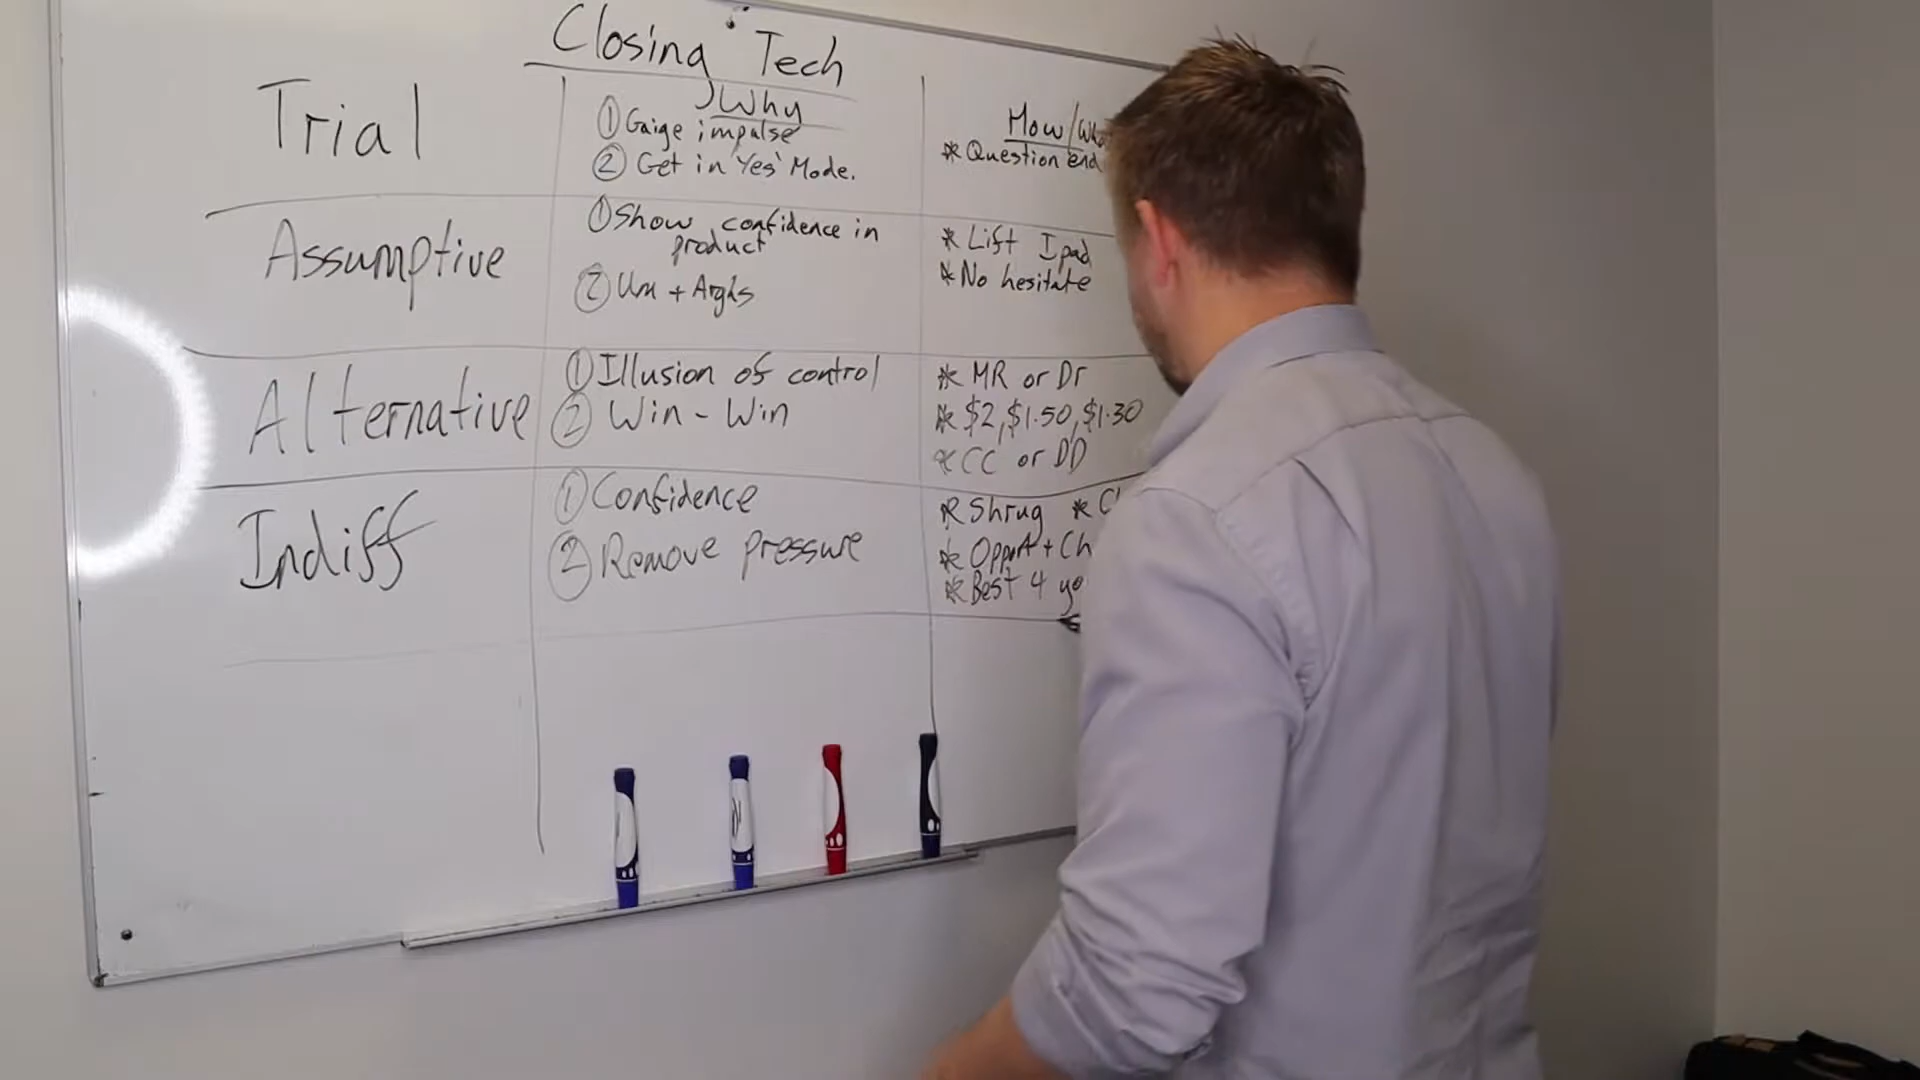 Closing Tech
Trial
Why
① Gaige impulse
② Get in 'Yes' Mode.
* Question end
Assumptive
① Show confidence in
product
② Um + Arghs
* Lift Ipad
* No hesitate
Alternative
① Illusion of control
② Win - Win
* MR or Dr
* $2, $1.50, $1.30
* CC or DD
Indiff
① Confidence
② Remove pressure
* Shrug *
* Best 4